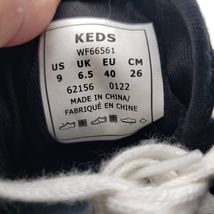 KEDS
WF66561
US UK EU CM
9 6.5 40 26
62156 0122
MADE IN CHINA/
FABRIQUÉ EN CHINE